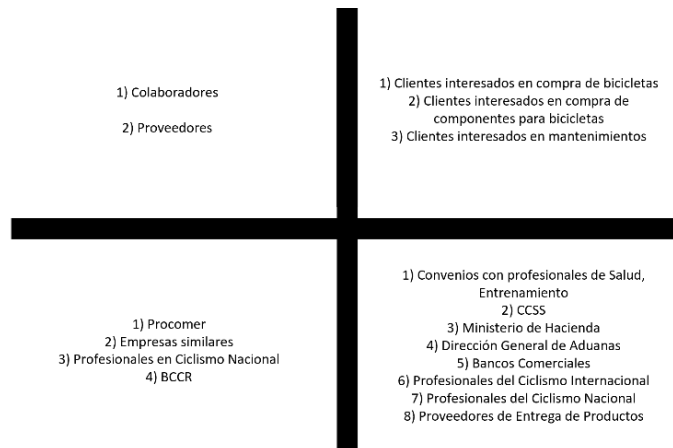 1) Colaboradores
2) Proveedores
1) Clientes interesados en compra de bicicletas
2) Clientes interesados en compra de
componentes para bicicletas
3) Clientes interesados en mantenimientos
1) Procomer
2) Empresas similares
3) Profesionales en Ciclismo Nacional
4) BCCR
1) Convenios con profesionales de Salud,
Entrenamiento
2) CCSS
3) Ministerio de Hacienda
4) Dirección General de Aduanas
5) Bancos Comerciales
6) Profesionales del Ciclismo Internacional
7) Profesionales del Ciclismo Nacional
8) Proveedores de Entrega de Productos